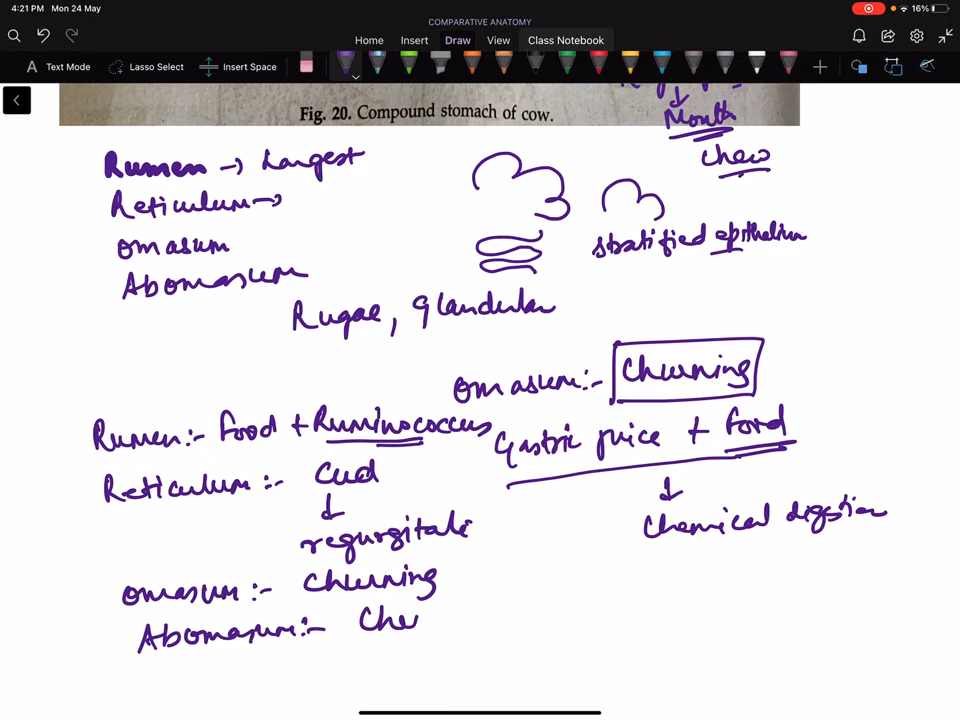 4:21 PM Mon 24 May
16%
COMPARATIVE ANATOMY
Home Insert Draw View Class Notebook
Text Mode Lasso Select Insert Space
Fig. 20. Compound stomach of cow.
Mouth
chew
Rumen → Largest
Reticulum →
omasum
Abomasum
stratified epithelium
Rugae, Glandular
omasum:- Churning
Gastric juice + Food
Chemical digstion
Rumen:- Food + Ruminococcus
Reticulum:- Cud
regurgitate
omasum:- Churning
Abomasum:- Che